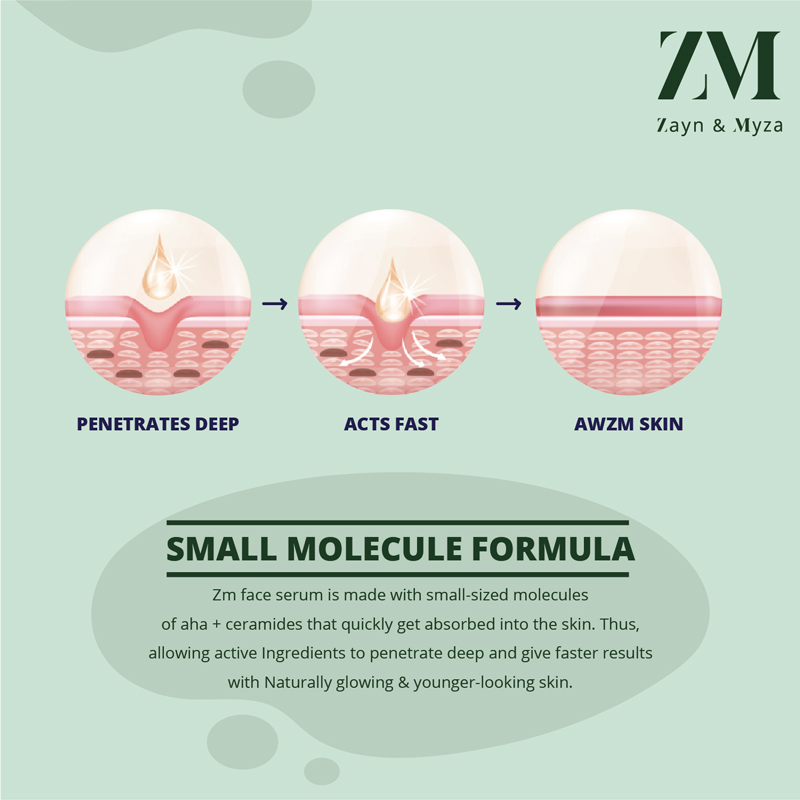 ZM
Zayn & Myza
PENETRATES DEEP
ACTS FAST
AWZM SKIN
SMALL MOLECULE FORMULA
Zm face serum is made with small-sized molecules
of aha + ceramides that quickly get absorbed into the skin. Thus,
allowing active Ingredients to penetrate deep and give faster results
with Naturally glowing & younger-looking skin.